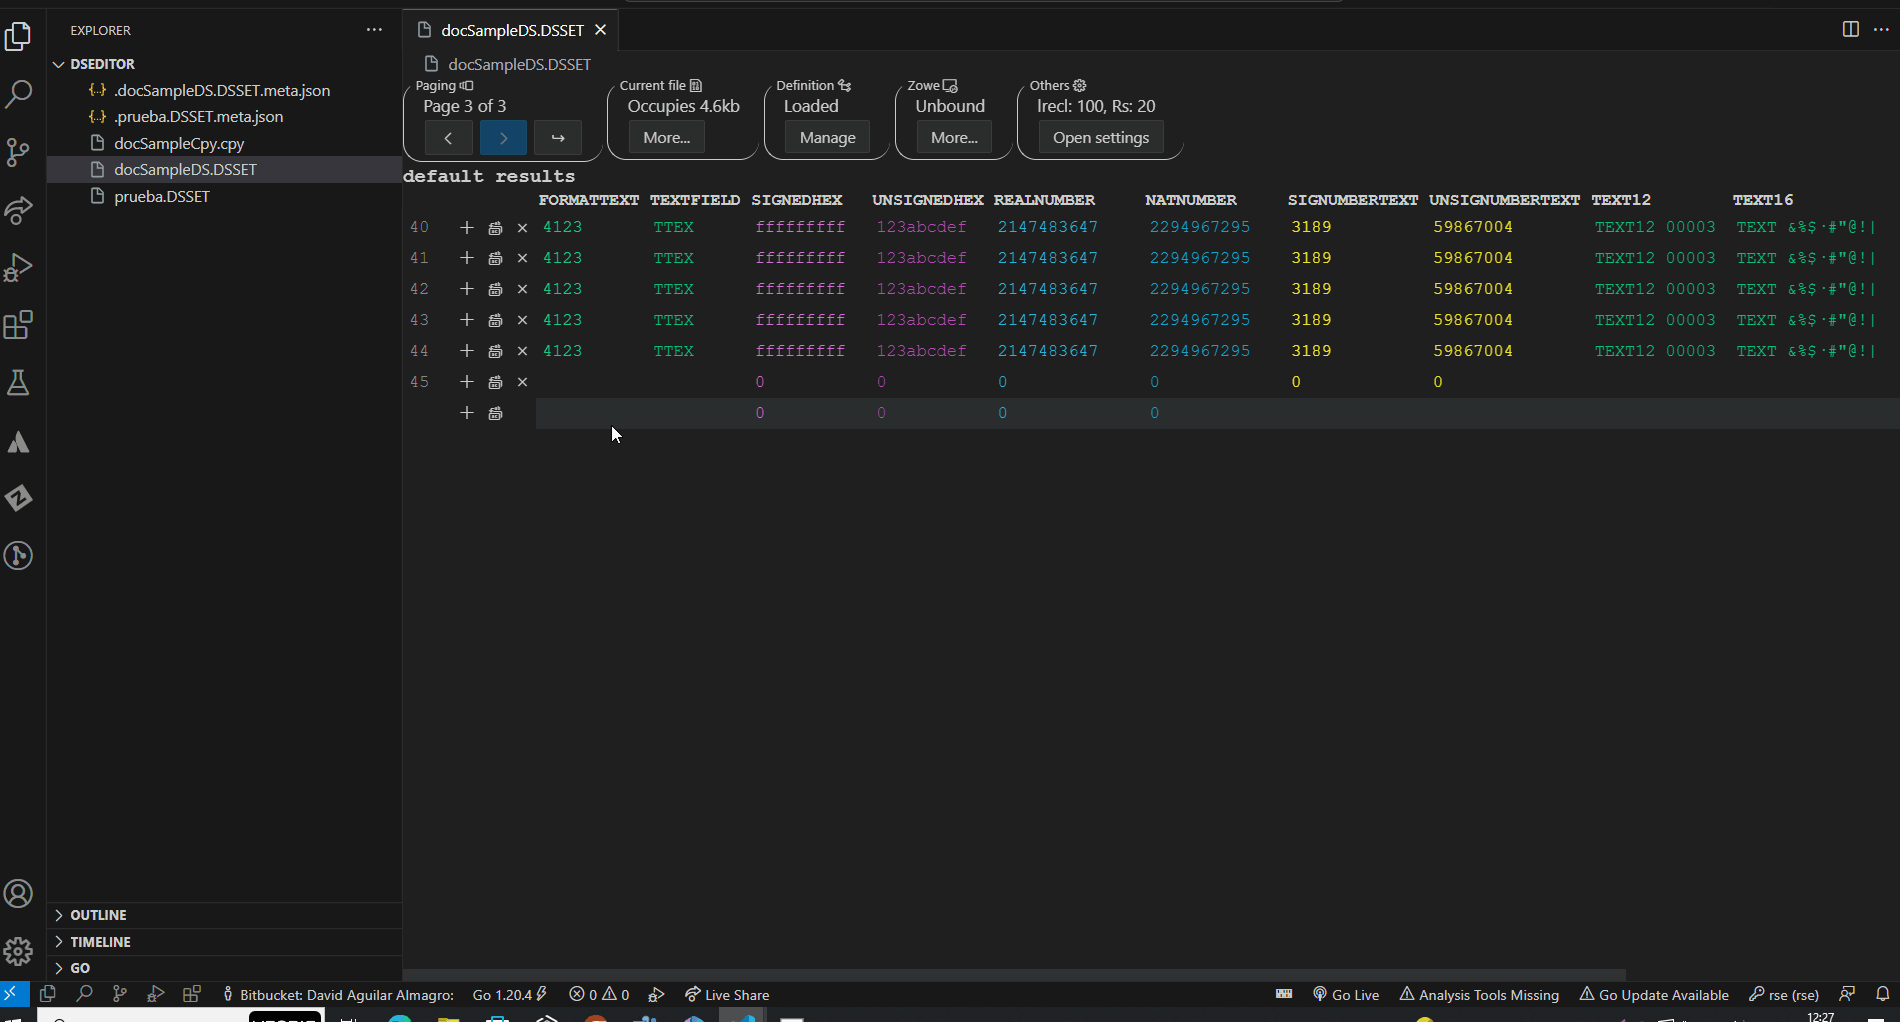 EXPLORER
DSEDITOR
{..} .docSampleDS.DSSET.meta.json
{..} .prueba.DSSET.meta.json
docSampleCpy.cpy
docSampleDS.DSSET
prueba.DSSET
docSampleDS.DSSET
docSampleDS.DSSET
Paging Current file Definition Zowe Others
Page 3 of 3 Occupies 4.6kb Loaded Unbound lrecl: 100, Rs: 20
More... Manage More... Open settings
default results
FORMATTEXT TEXTFIELD SIGNEDHEX UNSIGNEDHEX REALNUMBER NATNUMBER SIGNUMBERTEXT UNSIGNUMBERTEXT TEXT12 TEXT16
40 4123 TTEX fffffffff 123abcdef 2147483647 2294967295 3189 59867004 TEXT12 00003 TEXT &%$·#"@!|
41 4123 TTEX fffffffff 123abcdef 2147483647 2294967295 3189 59867004 TEXT12 00003 TEXT &%$·#"@!|
42 4123 TTEX fffffffff 123abcdef 2147483647 2294967295 3189 59867004 TEXT12 00003 TEXT &%$·#"@!|
43 4123 TTEX fffffffff 123abcdef 2147483647 2294967295 3189 59867004 TEXT12 00003 TEXT &%$·#"@!|
44 4123 TTEX fffffffff 123abcdef 2147483647 2294967295 3189 59867004 TEXT12 00003 TEXT &%$·#"@!|
45 0 0 0 0 0 0
0 0 0 0
OUTLINE
TIMELINE
GO
Bitbucket: David Aguilar Almagro: Go 1.20.4 0 0 Live Share Go Live Analysis Tools Missing Go Update Available rse (rse)
12:27